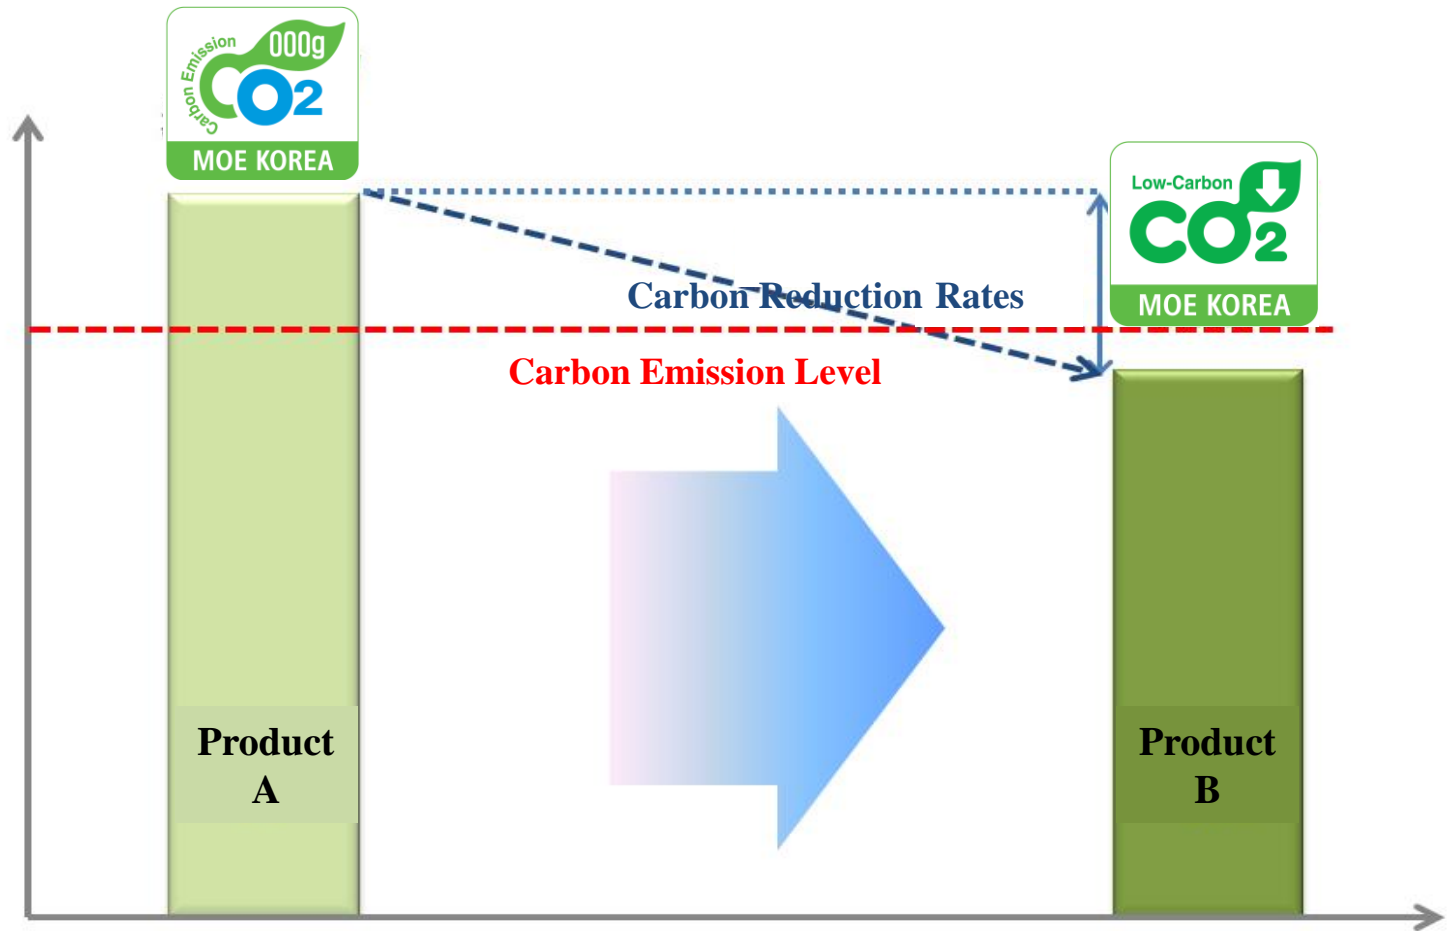 Carbon Emission
000g
CO2
MOE KOREA
Low-Carbon
CO2
MOE KOREA
Carbon Reduction Rates
Carbon Emission Level
Product
A
Product
B